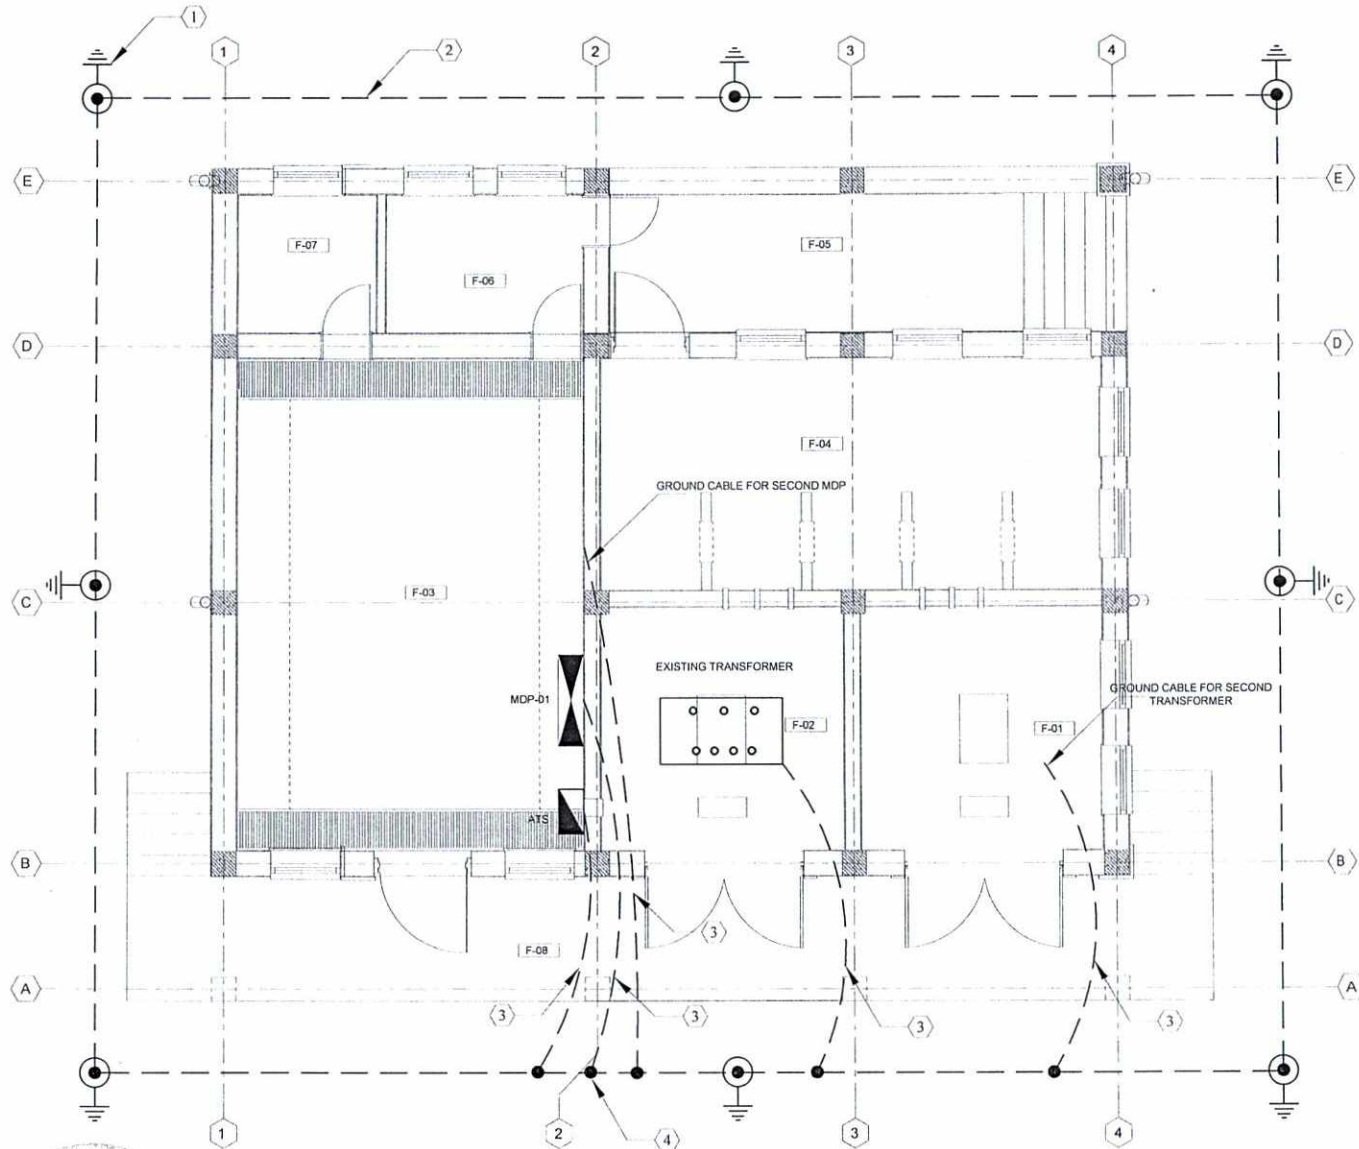 1
1
2
2
3
4
E
E
F-07
F-05
F-06
D
D
F-04
GROUND CABLE FOR SECOND MDP
F-03
C
C
EXISTING TRANSFORMER
MDP-01
GROUND CABLE FOR SECOND
TRANSFORMER
F-02
F-01
ATS
B
B
3
F-08
A
A
3
3
3
3
1
2
4
3
4